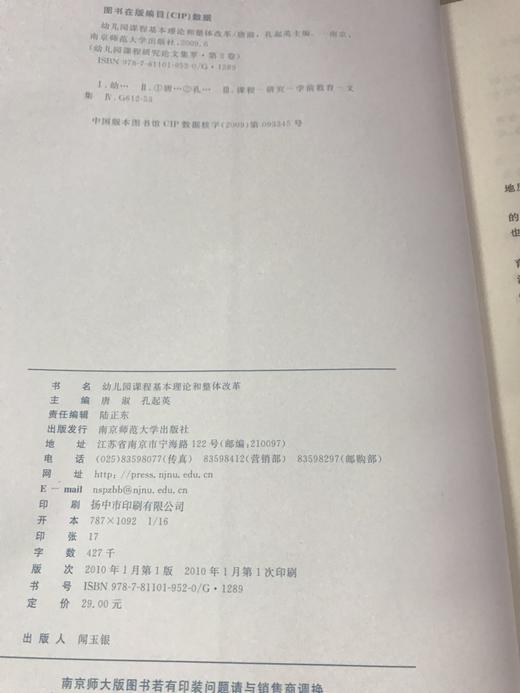 图书在版编目(CIP)数据
幼儿园课程基本理论和整体改革/唐淑,孔起英主编.—南京:
南京师范大学出版社,2009.6
(幼儿园课程研究论文集萃·第2卷)
ISBN 978-7-81101-952-0/G·1289
Ⅰ.幼… Ⅱ.①唐…②孔… Ⅲ.课程—研究—学前教育—文
集 Ⅳ.G612-53
中国版本图书馆CIP数据核字(2009)第093345号
书 名 幼儿园课程基本理论和整体改革
主 编 唐 淑 孔起英
责任编辑 陆正东
出版发行 南京师范大学出版社
地 址 江苏省南京市宁海路122号(邮编:210097)
电 话 (025)83598077(传真) 83598412(营销部) 83598297(邮购部)
网 址 http://press.njnu.edu.cn
E-mail nspzbb@njnu.edu.cn
印 刷 扬中市印刷有限公司
开 本 787×1092 1/16
印 张 17
字 数 427千
版 次 2010年1月第1版 2010年1月第1次印刷
书 号 ISBN 978-7-81101-952-0/G·1289
定 价 29.00元
出 版 人 闻玉银
南京师大版图书若有印装问题请与销售商调换
的
也